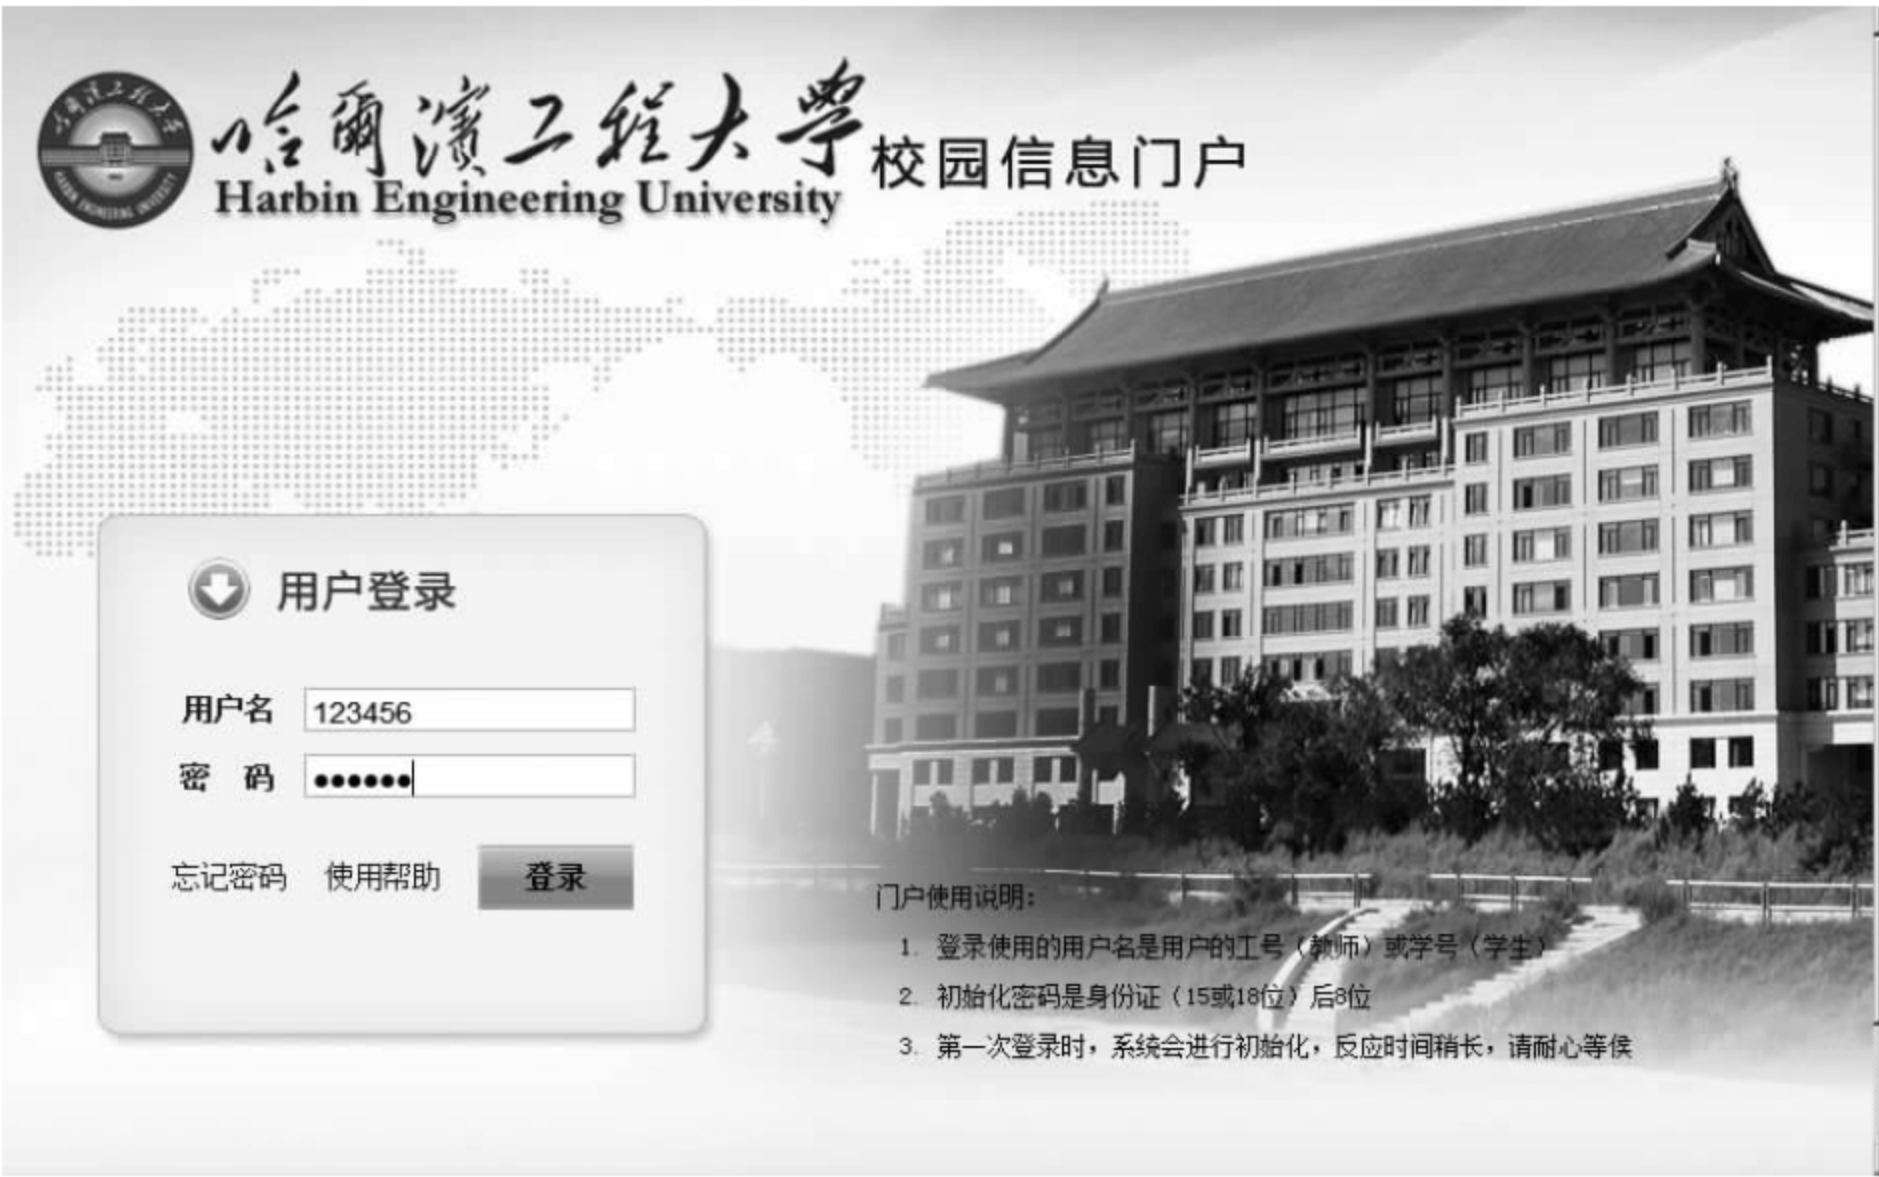 哈爾濱工程大學
Harbin Engineering University
校园信息门户
用户登录
用户名 123456
密 码 ••••••
忘记密码 使用帮助 登录
门户使用说明：
1. 登录使用的用户名是用户的工号（教师）或学号（学生）
2. 初始化密码是身份证（15或18位）后8位
3. 第一次登录时，系统会进行初始化，反应时间稍长，请耐心等侯